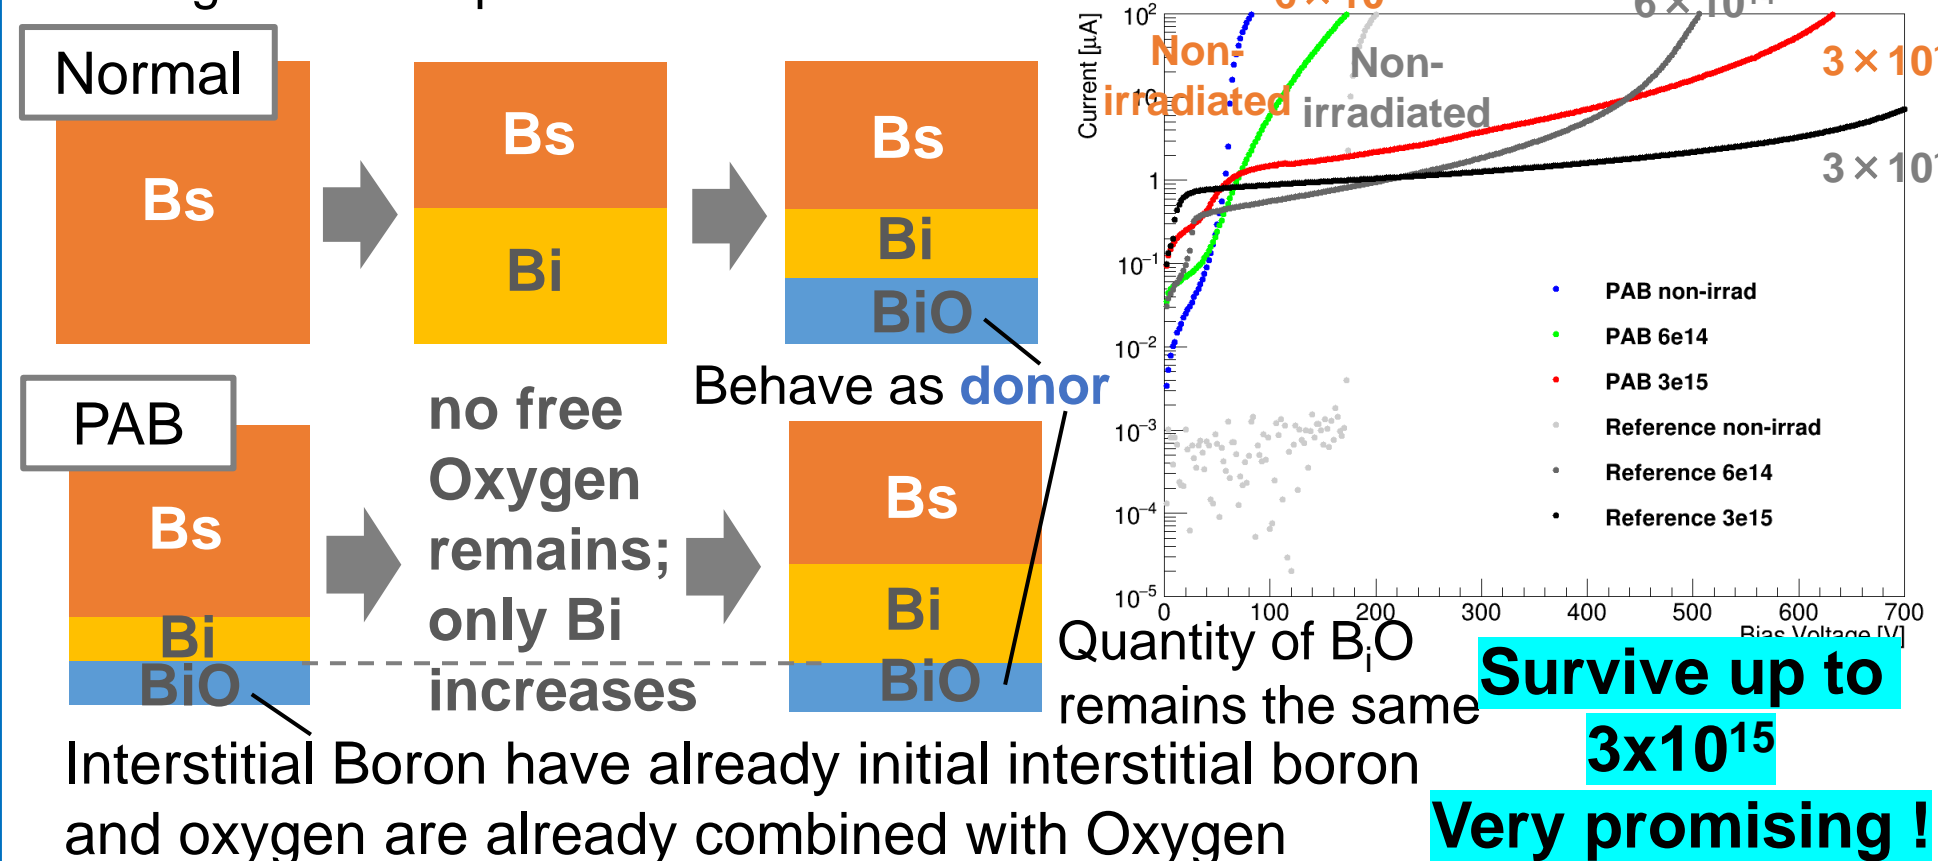 Normal
Bs
Bs
Bi
Bs
Bi
BiO
Behave as donor
PAB
Bs
Bi
BiO
no free
Oxygen
remains;
only Bi
increases
Bs
Bi
BiO
Quantity of BiO
remains the same
Interstitial Boron have already initial interstitial boron
and oxygen are already combined with Oxygen
Current [μA]
10²
10
1
10⁻¹
10⁻²
10⁻³
10⁻⁴
10⁻⁵
0 100 200 300 400 500 600 700
Bias Voltage [V]
Non-
irradiated
Non-
irradiated
PAB non-irrad
PAB 6e14
PAB 3e15
Reference non-irrad
Reference 6e14
Reference 3e15
Survive up to
3x10¹⁵
Very promising !